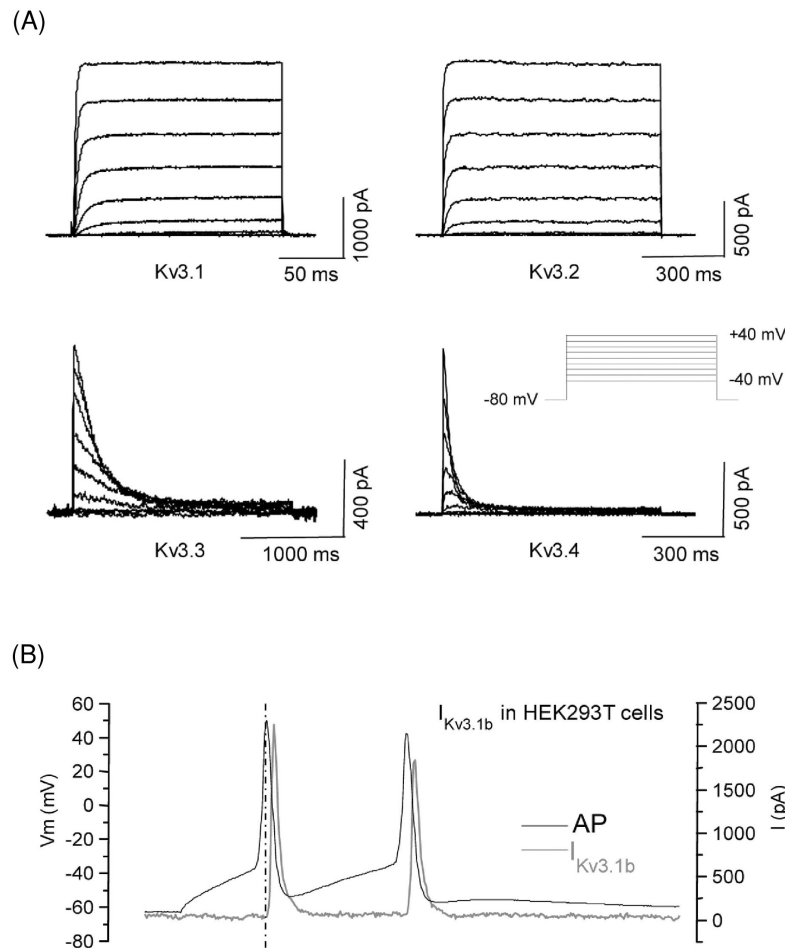 (A)
1000 pA
Kv3.1
50 ms
500 pA
Kv3.2
300 ms
+40 mV
-40 mV
-80 mV
400 pA
Kv3.3
1000 ms
500 pA
Kv3.4
300 ms
(B)
60
40
20
0
-20
-40
-60
-80
Vm (mV)
I Kv3.1b in HEK293T cells
AP
I Kv3.1b
2500
2000
1500
1000
500
0
I (pA)